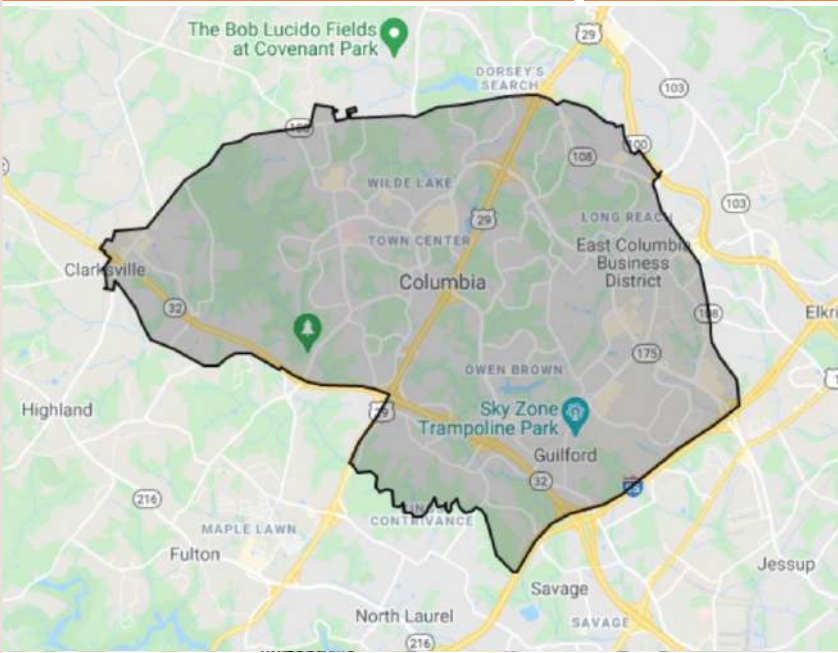 The Bob Lucido Fields
at Covenant Park
29
DORSEY'S
SEARCH
103
108
100
WILDE LAKE
103
29
LONG REACH
TOWN CENTER
East Columbia
Business
District
Clarksville
Columbia
32
108
Elkri
175
OWEN BROWN
Highland
29
Sky Zone
Trampoline Park
Guilford
32
216
CONTRIVANCE
MAPLE LAWN
Fulton
Jessup
Savage
North Laurel
SAVAGE
216